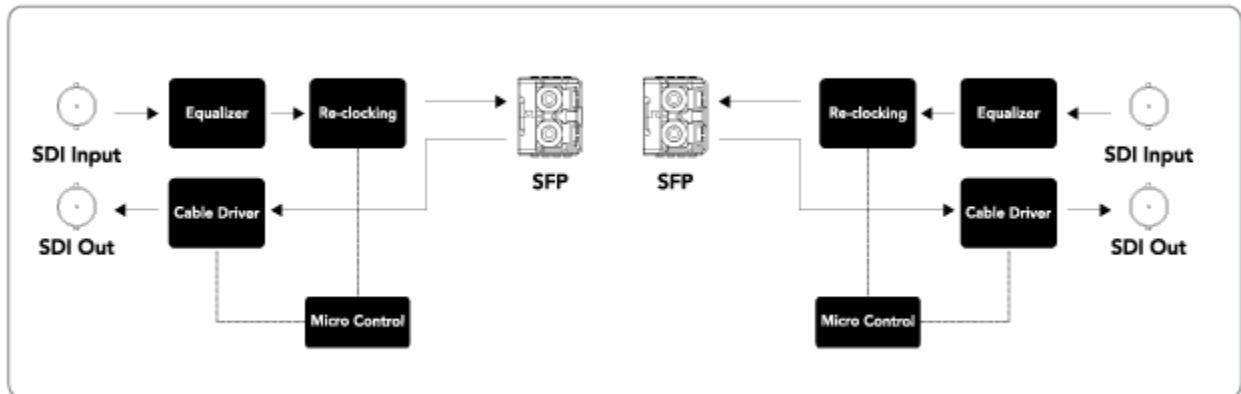 Equalizer
Re-clocking
SDI Input
SFP
Cable Driver
SDI Out
Micro Control
Re-clocking
Equalizer
SDI Input
SFP
Cable Driver
SDI Out
Micro Control